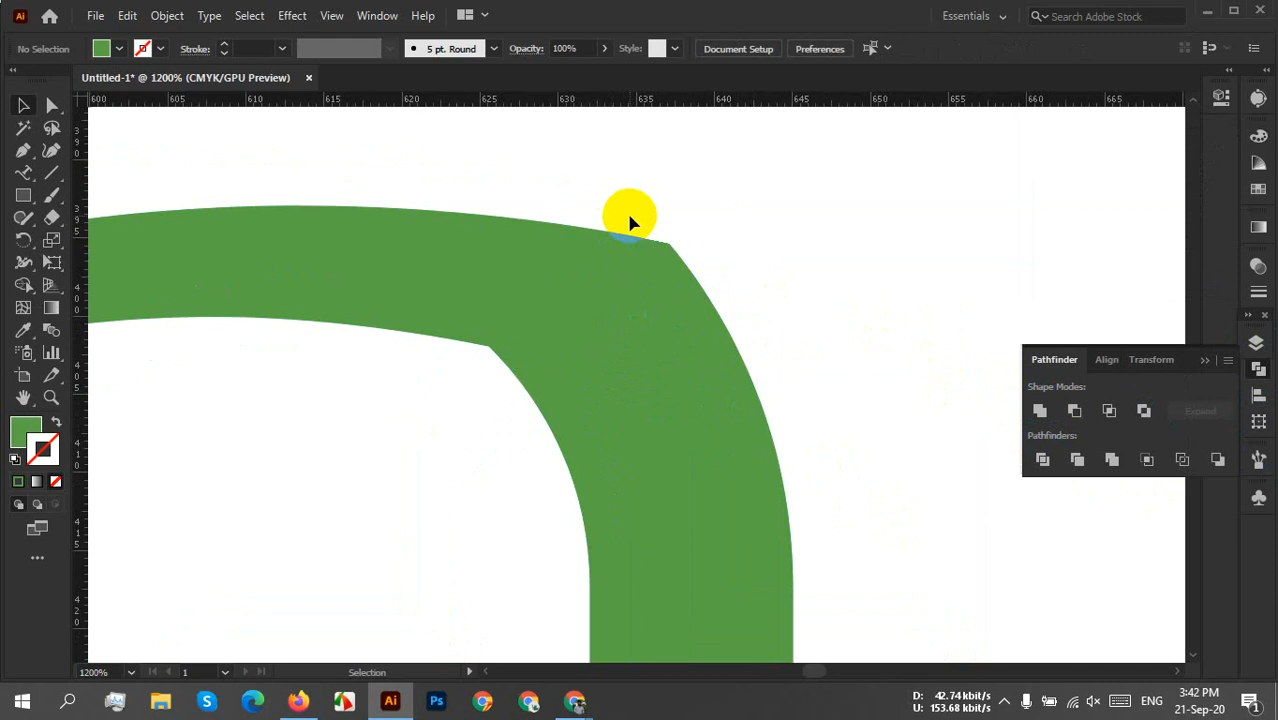 Ai File Edit Object Type Select Effect View Window Help Essentials Search Adobe Stock
No Selection Stroke: 5 pt. Round Opacity: 100% Style: Document Setup Preferences
Untitled-1* @ 1200% (CMYK/GPU Preview)
600 605 610 615 620 625 630 635 640 645 650 655 660 665
Pathfinder Align Transform
Shape Modes:
Expand
Pathfinders:
1200% 1 Selection
Ai Ps ENG
D: 42.74 kbit/s
U: 153.68 kbit/s
3:42 PM
21-Sep-20
1